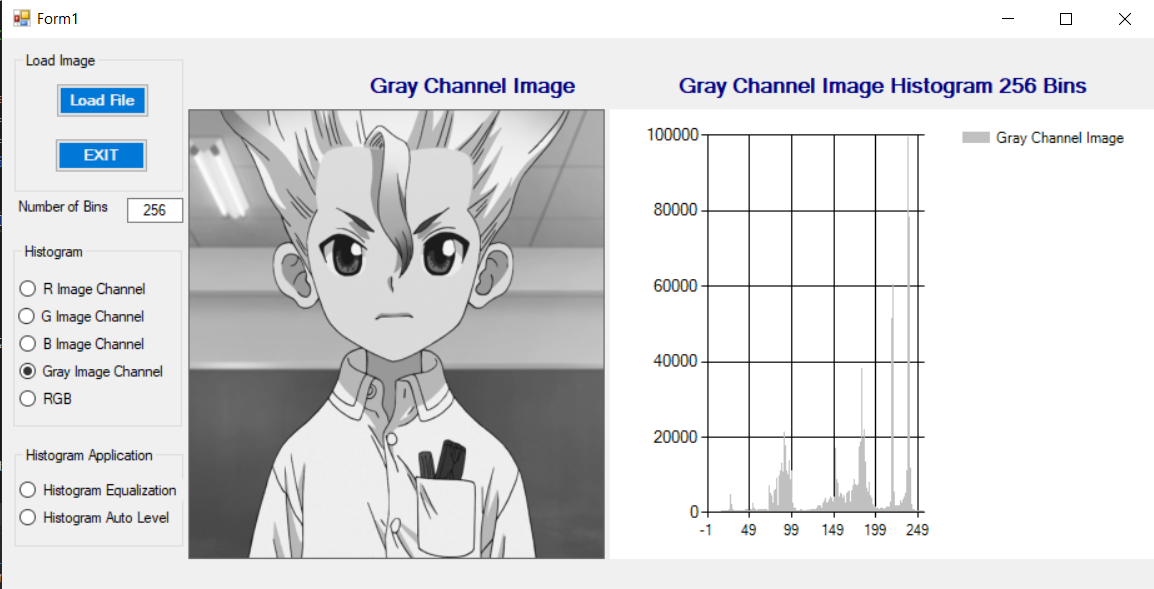 Form1
Load Image
Load File
EXIT
Number of Bins 256
Histogram
R Image Channel
G Image Channel
B Image Channel
Gray Image Channel
RGB
Histogram Application
Histogram Equalization
Histogram Auto Level
Gray Channel Image
Gray Channel Image Histogram 256 Bins
100000
80000
60000
40000
20000
0
-1 49 99 149 199 249
Gray Channel Image